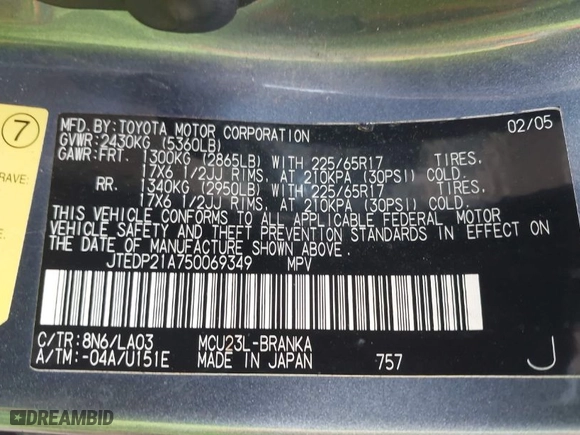 7
RAVE:
MFD.BY:TOYOTA MOTOR CORPORATION 02/05
GVWR:2430KG (5360LB)
GAWR:FRT. 1300KG (2865LB) WITH 225/65R17 TIRES.
17X6 1/2JJ RIMS, AT 210KPA (30PSI) COLD.
RR. 1340KG (2950LB) WITH 225/65R17 TIRES.
17X6 1/2JJ RIMS, AT 210KPA (30PSI) COLD.
THIS VEHICLE CONFORMS TO ALL APPLICABLE FEDERAL MOTOR
VEHICLE SAFETY AND THEFT PREVENTION STANDARDS IN EFFECT ON
THE DATE OF MANUFACTURE SHOWN ABOVE.
JTEDP21A750069349 MPV
C/TR:8N6/LA03 MCU23L-BRANKA
A/TM:-04A/U151E MADE IN JAPAN 757 J
DREAMBID